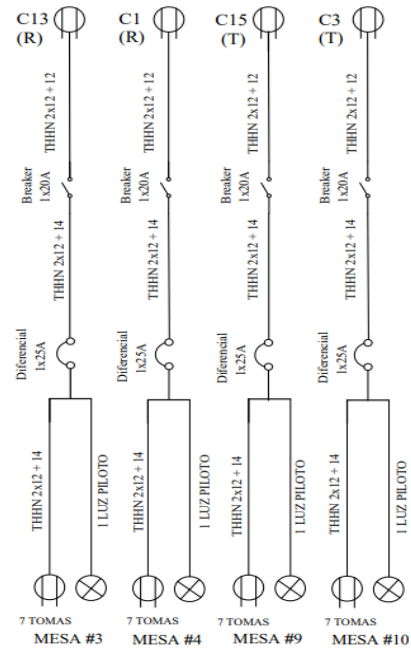 C13
(R)
THHN 2x12 + 12
Breaker
1x20A
THHN 2x12 + 14
Diferencial
1x25A
THHN 2x12 + 14
1 LUZ PILOTO
7 TOMAS
MESA #3
C1
(R)
THHN 2x12 + 12
Breaker
1x20A
THHN 2x12 + 14
Diferencial
1x25A
THHN 2x12 + 14
1 LUZ PILOTO
7 TOMAS
MESA #4
C15
(T)
THHN 2x12 + 12
Breaker
1x20A
THHN 2x12 + 14
Diferencial
1x25A
THHN 2x12 + 14
1 LUZ PILOTO
7 TOMAS
MESA #9
C3
(T)
THHN 2x12 + 12
Breaker
1x20A
THHN 2x12 + 14
Diferencial
1x25A
THHN 2x12 + 14
1 LUZ PILOTO
7 TOMAS
MESA #10